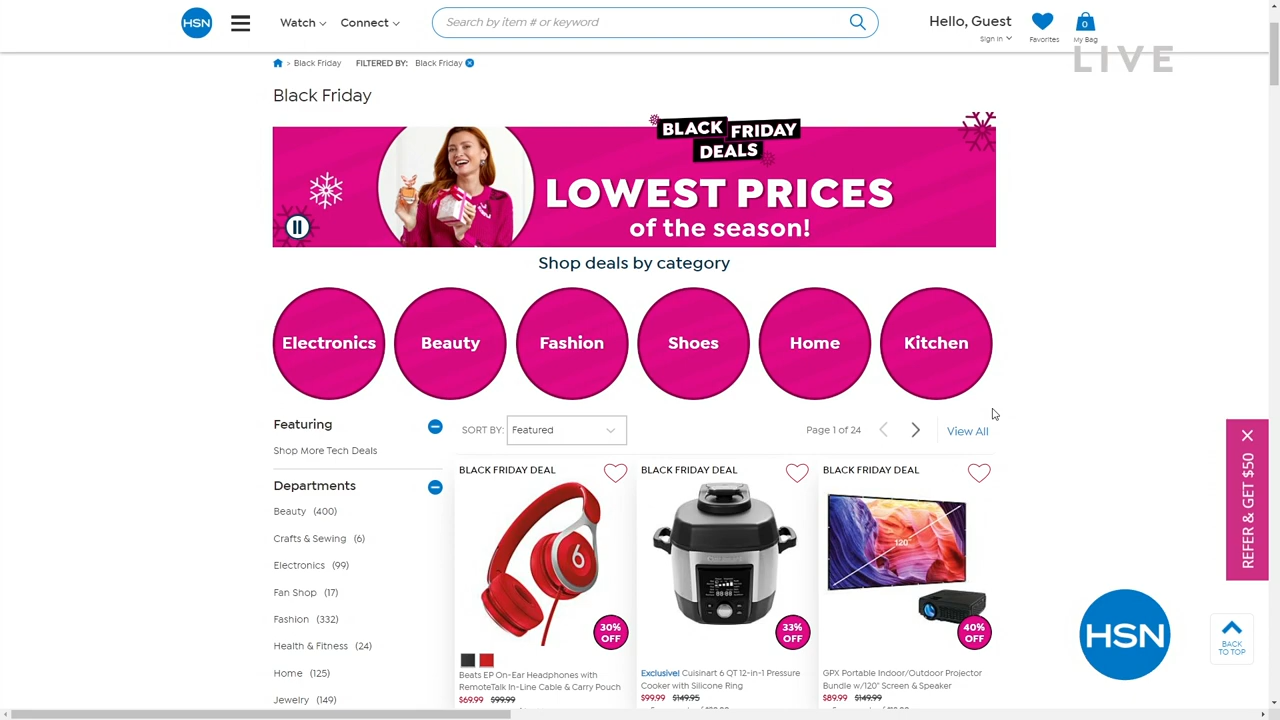 HSN
Watch
Connect
Search by item # or keyword
Hello, Guest
Sign In
Favorites
0
My Bag
LIVE
> Black Friday
FILTERED BY:
Black Friday
Black Friday
BLACK FRIDAY
DEALS
LOWEST PRICES
of the season!
Shop deals by category
Electronics
Beauty
Fashion
Shoes
Home
Kitchen
Featuring
Shop More Tech Deals
Departments
Beauty (400)
Crafts & Sewing (6)
Electronics (99)
Fan Shop (17)
Fashion (332)
Health & Fitness (24)
Home (125)
Jewelry (149)
SORT BY:
Featured
Page 1 of 24
View All
BLACK FRIDAY DEAL
30%
OFF
Beats EP On-Ear Headphones with
RemoteTalk In-Line Cable & Carry Pouch
$69.99 $99.99
BLACK FRIDAY DEAL
33%
OFF
Exclusive! Cuisinart 6 QT 12-in-1 Pressure
Cooker with Silicone Ring
$99.99 $149.95
BLACK FRIDAY DEAL
120"
40%
OFF
GPX Portable Indoor/Outdoor Projector
Bundle w/120" Screen & Speaker
$89.99 $149.99
REFER & GET $50
HSN
BACK
TO TOP